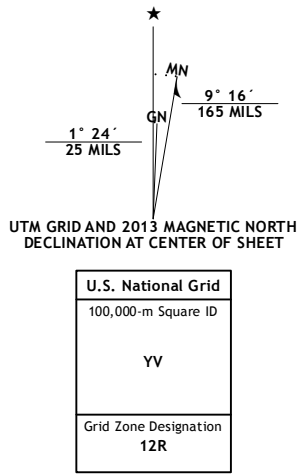 MN
GN
9° 16´
165 MILS
1° 24´
25 MILS
UTM GRID AND 2013 MAGNETIC NORTH
DECLINATION AT CENTER OF SHEET
U.S. National Grid
100,000-m Square ID
YV
Grid Zone Designation
12R